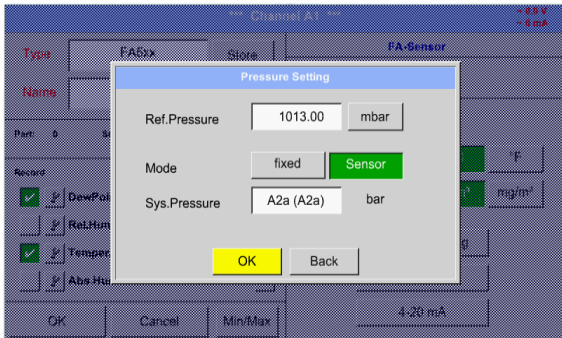 *** Channel A1 ***
~ 0.0 V
~ 0 mA
Type
FA5xx
Store
FA-Sensor
Name
Pressure Setting
Ref.Pressure
1013.00
mbar
Mode
fixed
Sensor
Sys.Pressure
A2a (A2a)
bar
OK
Back
Part: 0
Record
°F
DewPoi
mg/m³
Rel.Hum
Temper.
Abs Hu
4-20 mA
OK
Cancel
Min/Max